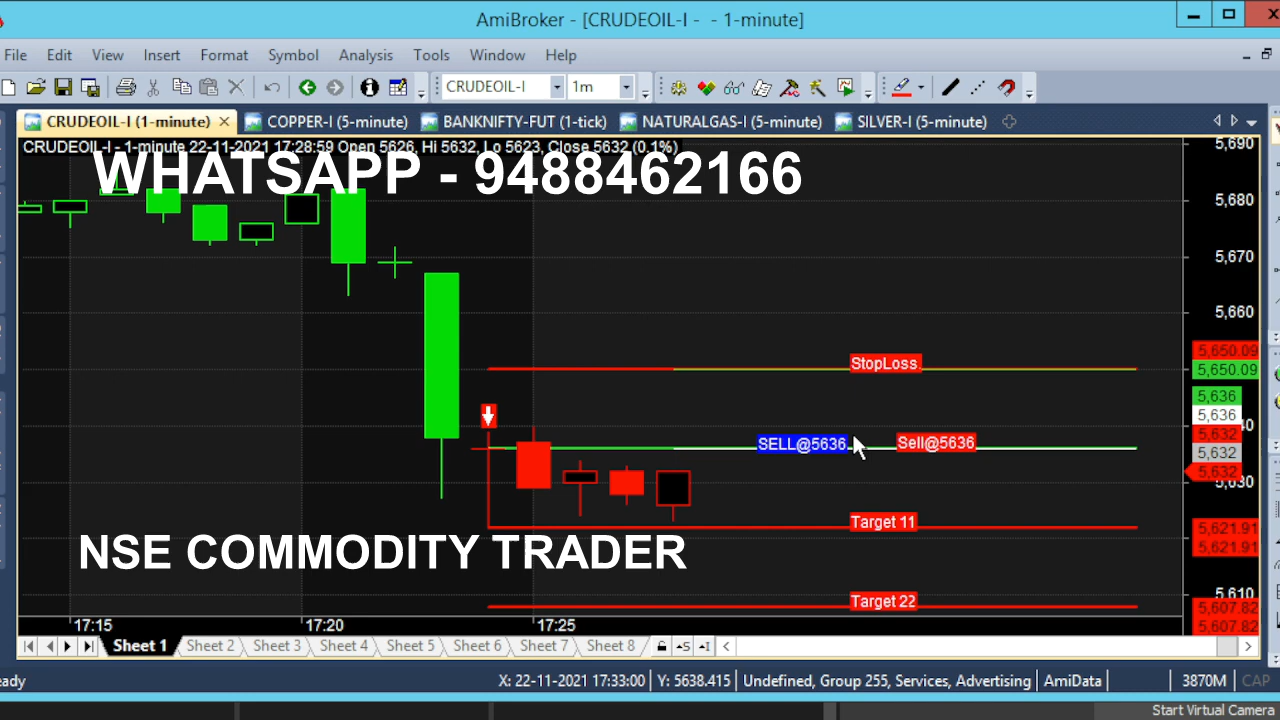 AmiBroker - [CRUDEOIL-I - - 1-minute]
File Edit View Insert Format Symbol Analysis Tools Window Help
CRUDEOIL-I 1m
CRUDEOIL-I (1-minute) COPPER-I (5-minute) BANKNIFTY-FUT (1-tick) NATURALGAS-I (5-minute) SILVER-I (5-minute)
CRUDEOIL-I - 1-minute 22-11-2021 17:28:59 Open 5626, Hi 5632, Lo 5623, Close 5632 (0.1%)
WHATSAPP - 9488462166
5,690
5,680
5,670
5,660
5,650.09
StopLoss
5,650.09
5,636
5,636
5,632
SELL@5636 Sell@5636
5,632
5,632
5,630
Target 11
5,621.91
5,621.91
NSE COMMODITY TRADER
5,610
Target 22
5,607.82
5,607.82
17:15 17:20 17:25
Sheet 1 Sheet 2 Sheet 3 Sheet 4 Sheet 5 Sheet 6 Sheet 7 Sheet 8
X: 22-11-2021 17:33:00 Y: 5638.415 Undefined, Group 255, Services, Advertising AmiData 3870M CAP
Start Virtual Camera